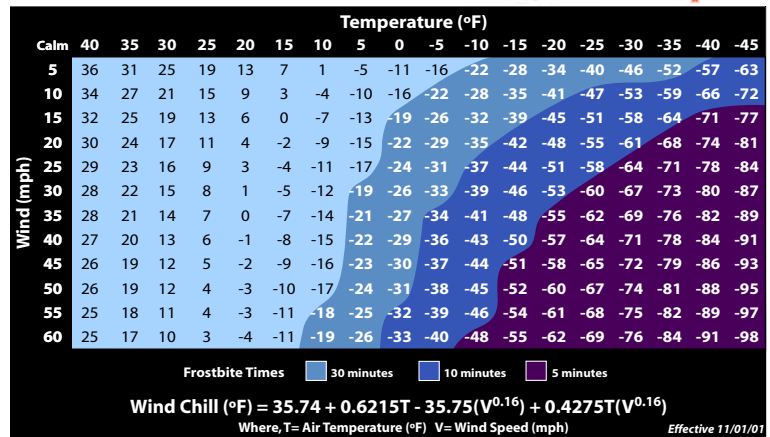 Temperature (ºF)
Calm 40 35 30 25 20 15 10 5 0 -5 -10 -15 -20 -25 -30 -35 -40 -45
Wind (mph)
5 36 31 25 19 13 7 1 -5 -11 -16 -22 -28 -34 -40 -46 -52 -57 -63
10 34 27 21 15 9 3 -4 -10 -16 -22 -28 -35 -41 -47 -53 -59 -66 -72
15 32 25 19 13 6 0 -7 -13 -19 -26 -32 -39 -45 -51 -58 -64 -71 -77
20 30 24 17 11 4 -2 -9 -15 -22 -29 -35 -42 -48 -55 -61 -68 -74 -81
25 29 23 16 9 3 -4 -11 -17 -24 -31 -37 -44 -51 -58 -64 -71 -78 -84
30 28 22 15 8 1 -5 -12 -19 -26 -33 -39 -46 -53 -60 -67 -73 -80 -87
35 28 21 14 7 0 -7 -14 -21 -27 -34 -41 -48 -55 -62 -69 -76 -82 -89
40 27 20 13 6 -1 -8 -15 -22 -29 -36 -43 -50 -57 -64 -71 -78 -84 -91
45 26 19 12 5 -2 -9 -16 -23 -30 -37 -44 -51 -58 -65 -72 -79 -86 -93
50 26 19 12 4 -3 -10 -17 -24 -31 -38 -45 -52 -60 -67 -74 -81 -88 -95
55 25 18 11 4 -3 -11 -18 -25 -32 -39 -46 -54 -61 -68 -75 -82 -89 -97
60 25 17 10 3 -4 -11 -19 -26 -33 -40 -48 -55 -62 -69 -76 -84 -91 -98
Frostbite Times 30 minutes 10 minutes 5 minutes
Wind Chill (ºF) = 35.74 + 0.6215T - 35.75(V0.16) + 0.4275T(V0.16)
Where, T= Air Temperature (ºF) V= Wind Speed (mph) Effective 11/01/01